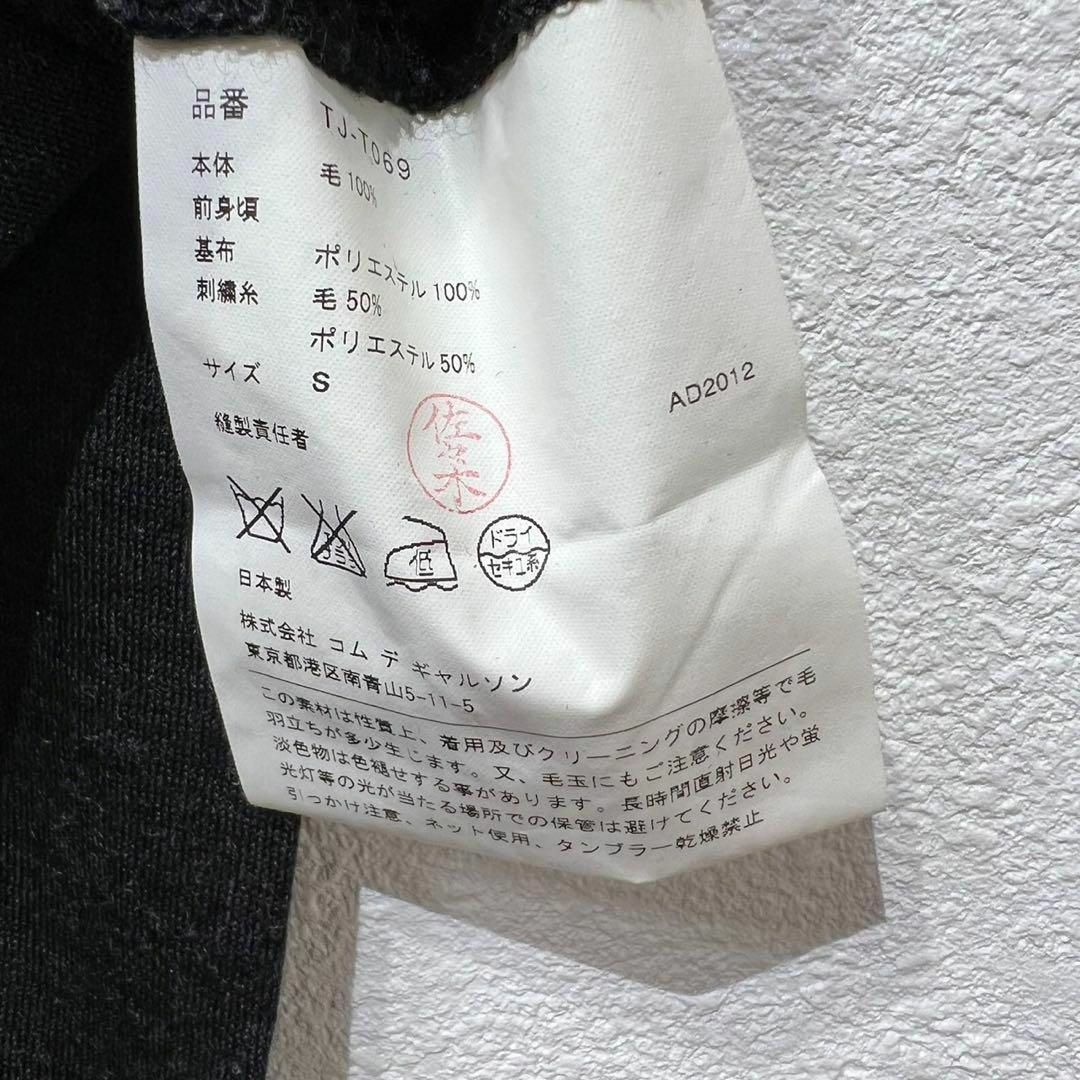 品番 TJ-T069
本体 毛100%
前身頃
基布 ポリエステル 100%
刺繍糸 毛 50%
ポリエステル 50%
サイズ S
AD2012
縫製責任者
佐々木
低
ドライ
セキユ系
日本製
株式会社 コム デ ギャルソン
東京都港区南青山5-11-5
この素材は性質上、着用及びクリーニングの摩擦等で毛
羽立ちが多少生じます。又、毛玉にもご注意ください。
淡色物は色褪せする事があります。長時間直射日光や蛍
光灯等の光が当たる場所での保管は避けてください。
引っかけ注意、ネット使用、タンブラー乾燥禁止